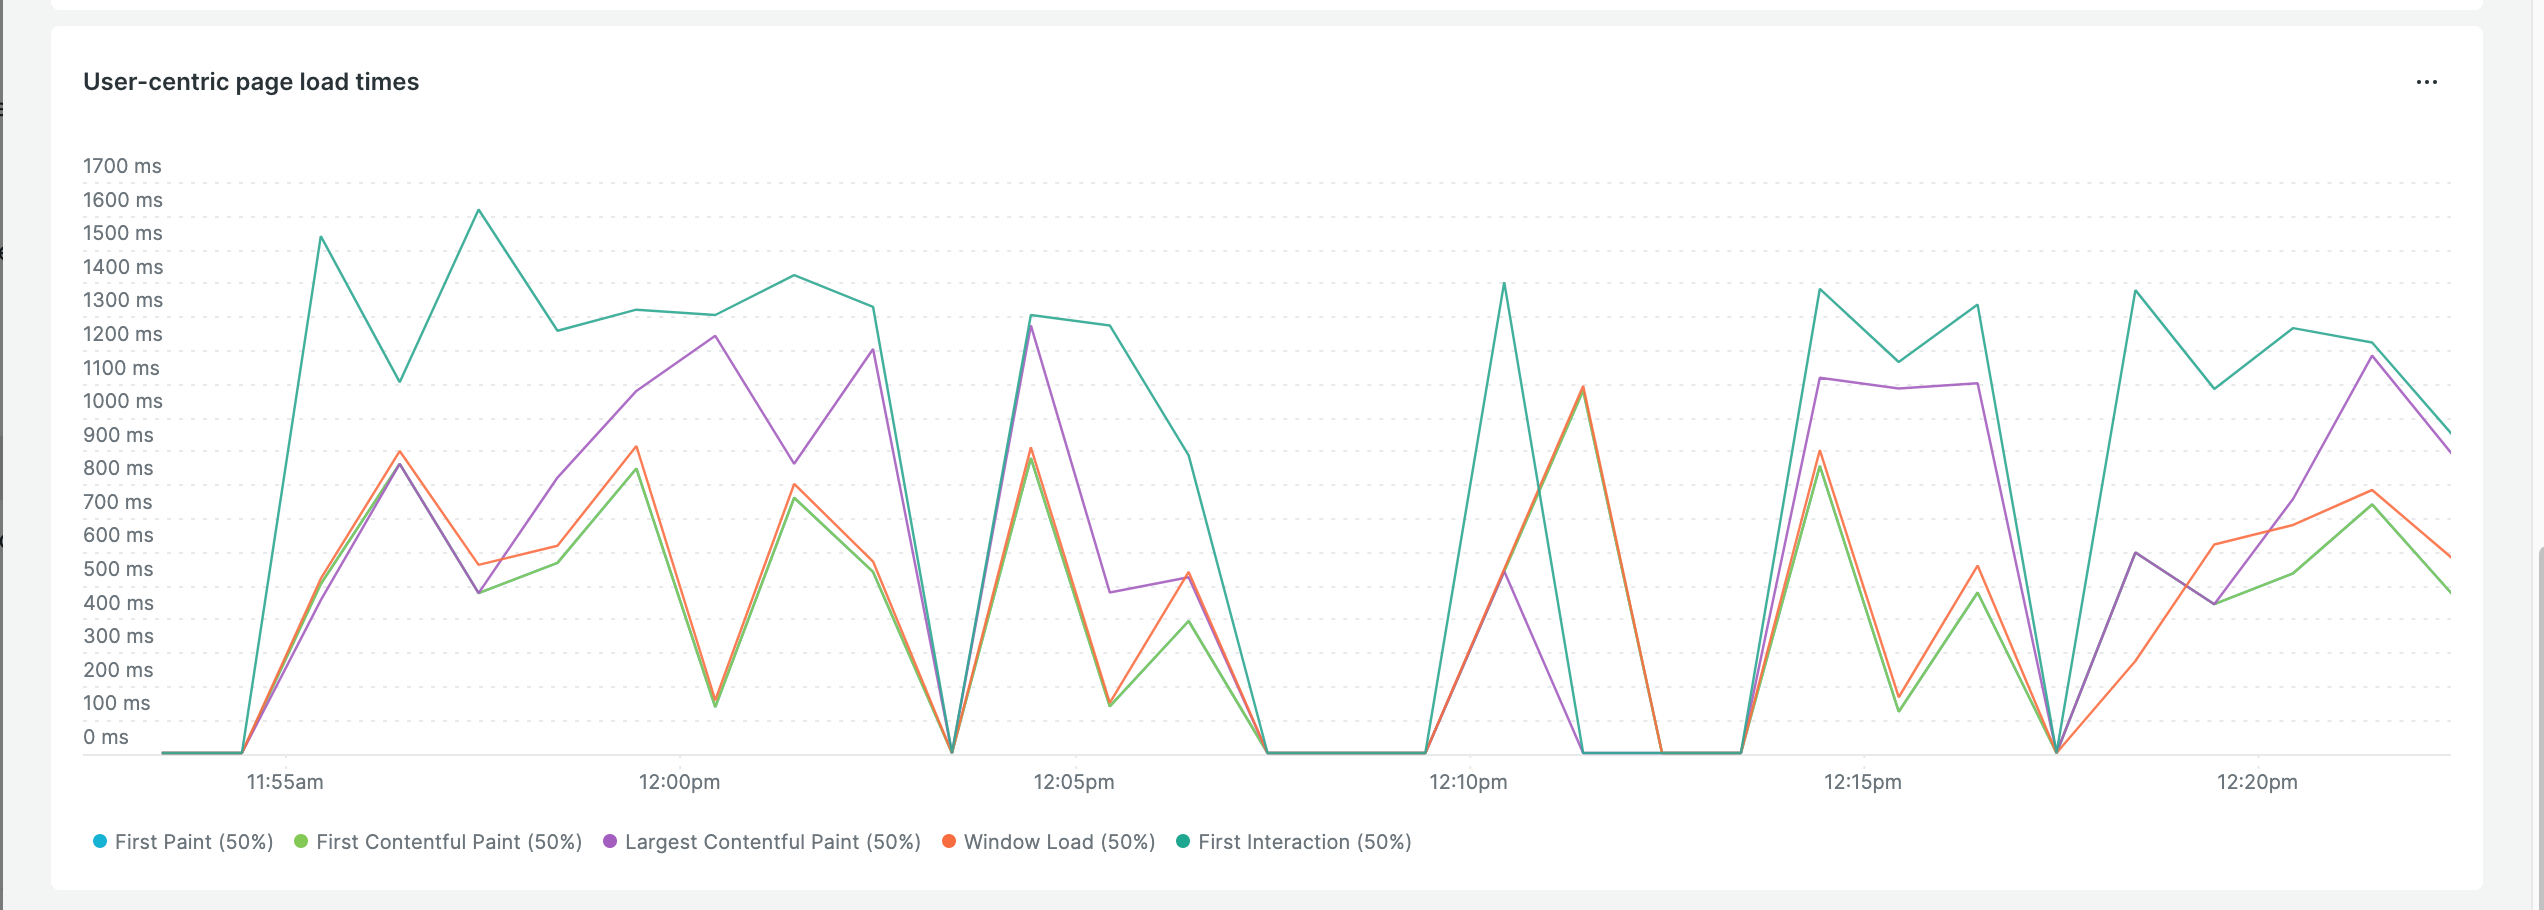 User-centric page load times
...
1700 ms
1600 ms
1500 ms
1400 ms
1300 ms
1200 ms
1100 ms
1000 ms
900 ms
800 ms
700 ms
600 ms
500 ms
400 ms
300 ms
200 ms
100 ms
0 ms
11:55am 12:00pm 12:05pm 12:10pm 12:15pm 12:20pm
First Paint (50%) First Contentful Paint (50%) Largest Contentful Paint (50%) Window Load (50%) First Interaction (50%)